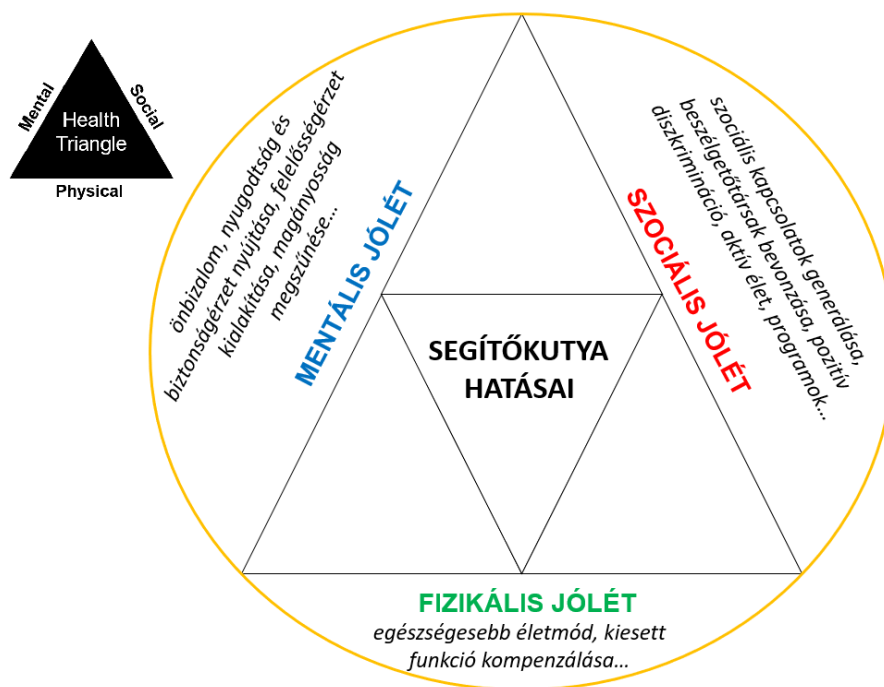 Mental
Social
Health
Triangle
Physical
önbizalom, nyugodtság és
biztonságérzet nyújtása, felelősségérzet
kialakítása, magányosság
megszűnése...
MENTÁLIS JÓLÉT
szociális kapcsolatok generálása,
beszélgetőtársak bevonzása, pozitív
diszkrimináció, aktív élet, programok...
SZOCIÁLIS JÓLÉT
SEGÍTŐKUTYA
HATÁSAI
FIZIKÁLIS JÓLÉT
egészségesebb életmód, kiesett
funkció kompenzálása...